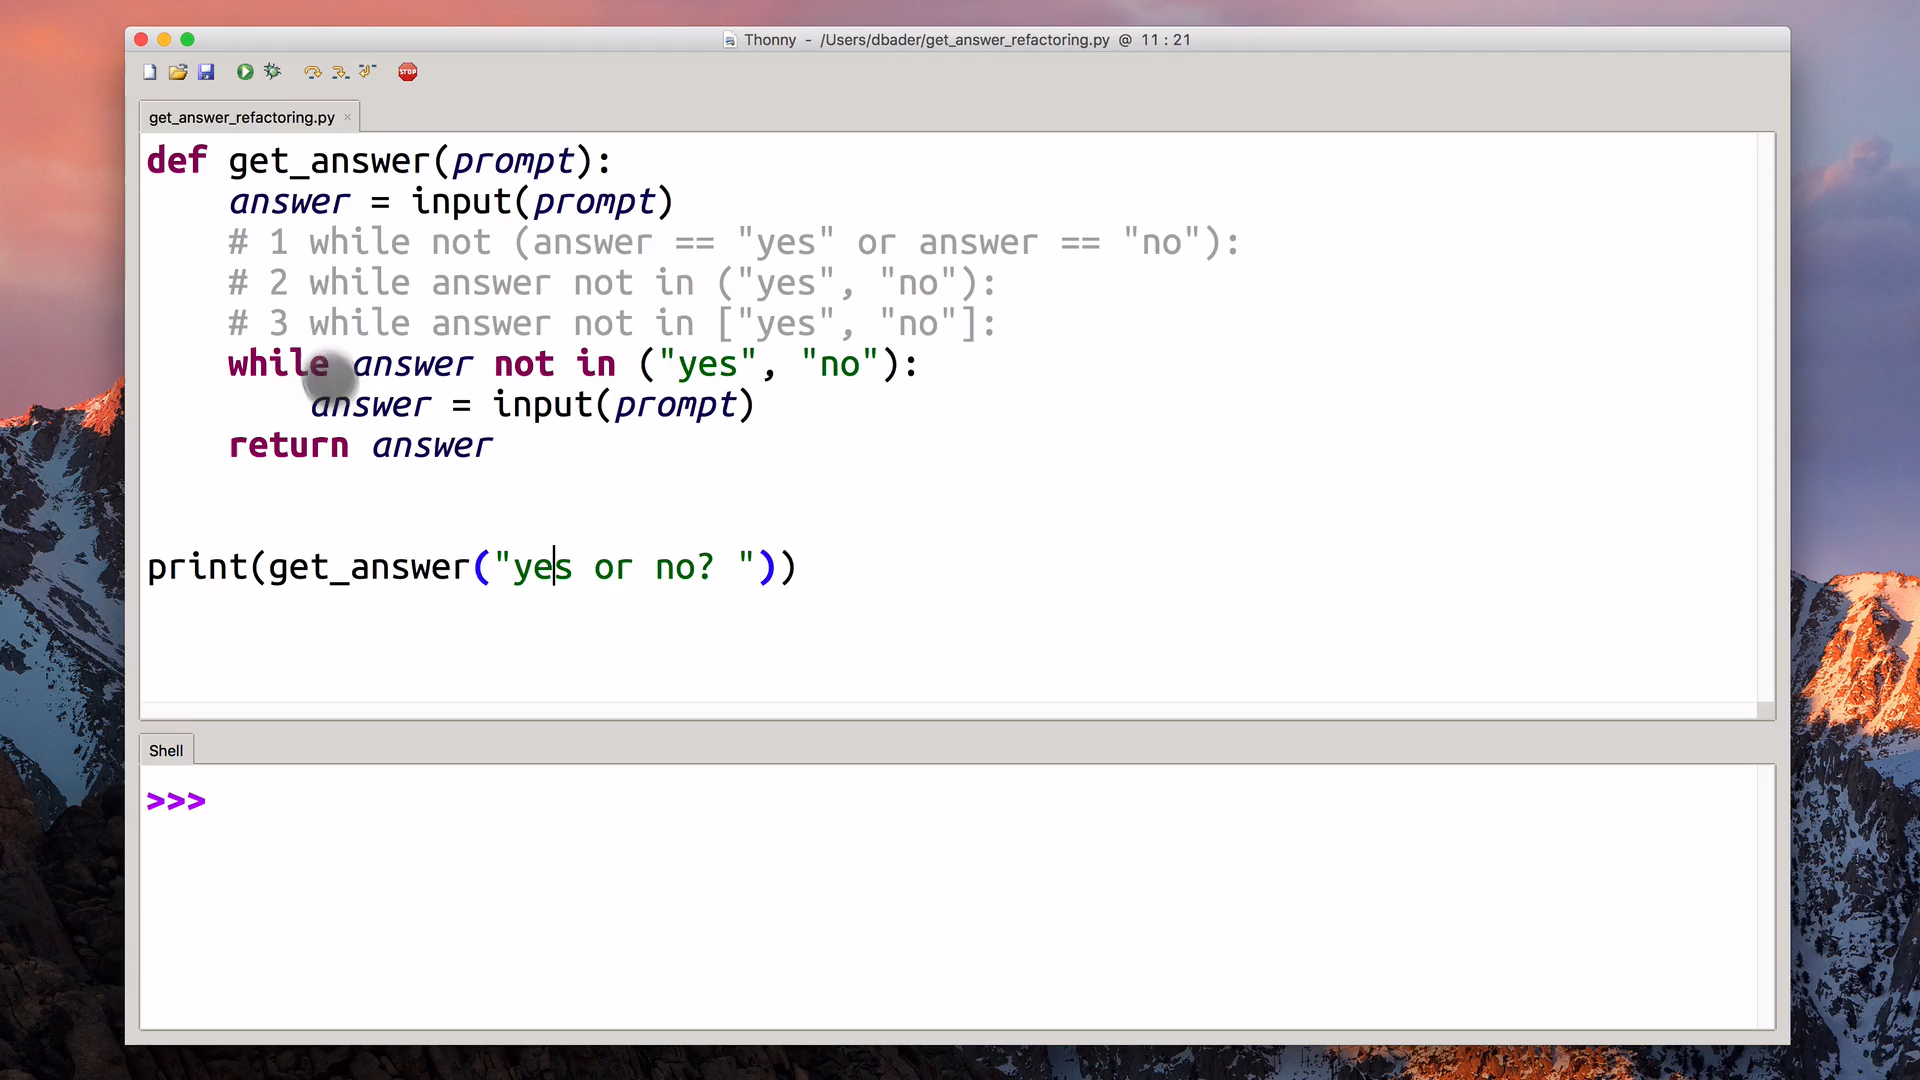 Thonny - /Users/dbader/get_answer_refactoring.py @ 11 : 21
STOP
get_answer_refactoring.py ×
def get_answer(prompt):
    answer = input(prompt)
    # 1 while not (answer == "yes" or answer == "no"):
    # 2 while answer not in ("yes", "no"):
    # 3 while answer not in ["yes", "no"]:
    while answer not in ("yes", "no"):
        answer = input(prompt)
    return answer
print(get_answer("yes or no? "))
Shell
>>>